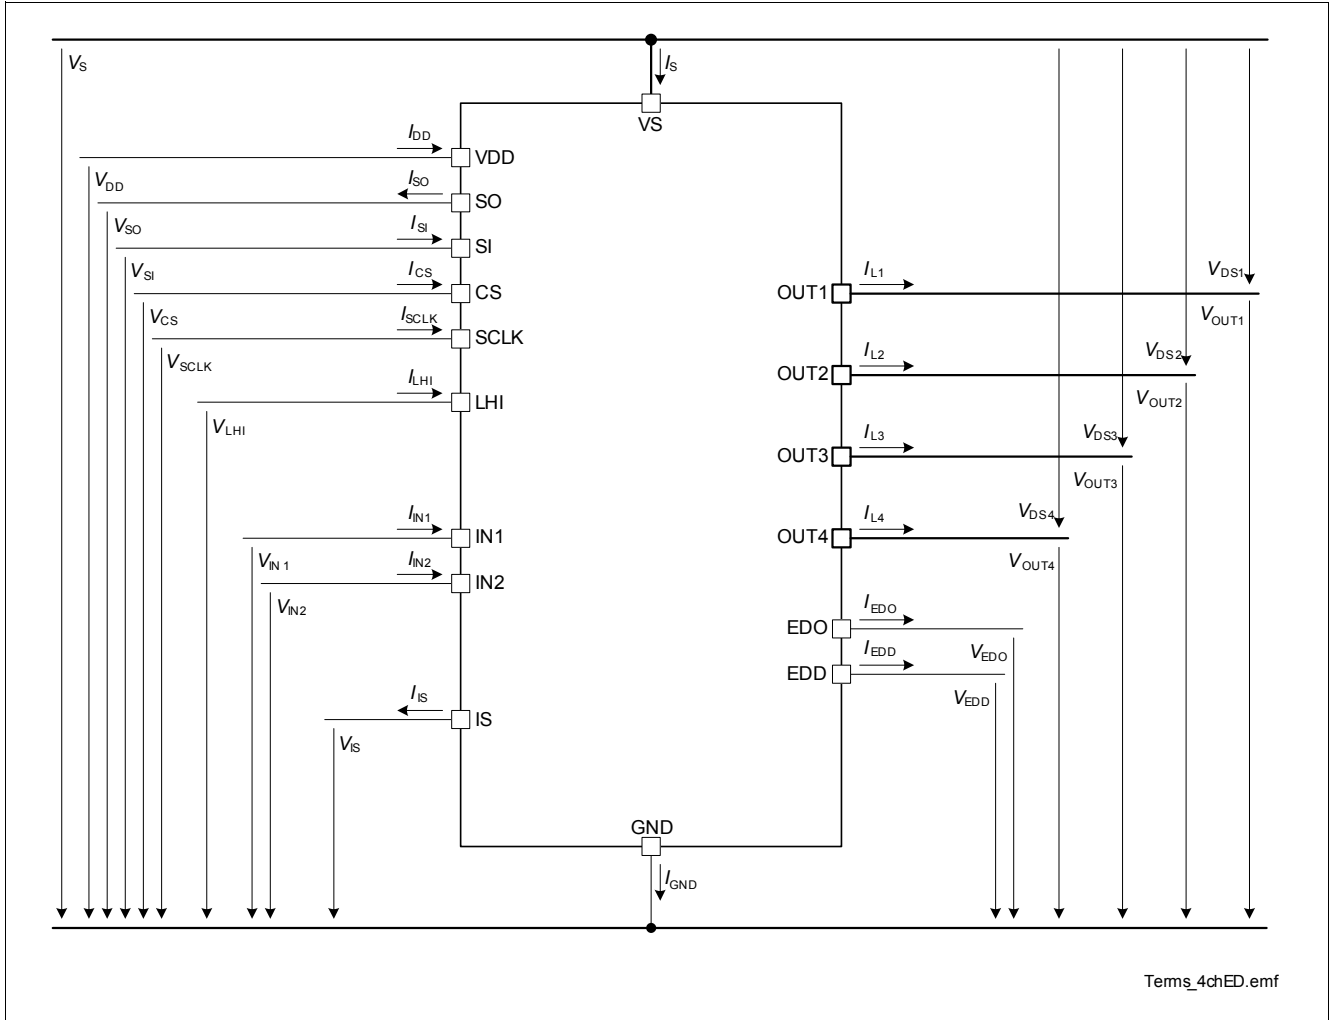 VS
IS
VS
IDD
VDD
VDD
ISO
SO
VSO
ISI
SI
VSI
ICS
CS
VCS
ISCLK
SCLK
VSCLK
ILHI
LHI
VLHI
IIN1
IN1
VIN 1
IIN2
IN2
VIN2
IIS
IS
VIS
OUT1
IL1
VDS1
VOUT1
OUT2
IL2
VDS2
VOUT2
OUT3
IL3
VDS3
VOUT3
OUT4
IL4
VDS4
VOUT4
EDO
IEDO
VEDO
EDD
IEDD
VEDD
GND
IGND
Terms_4chED.emf